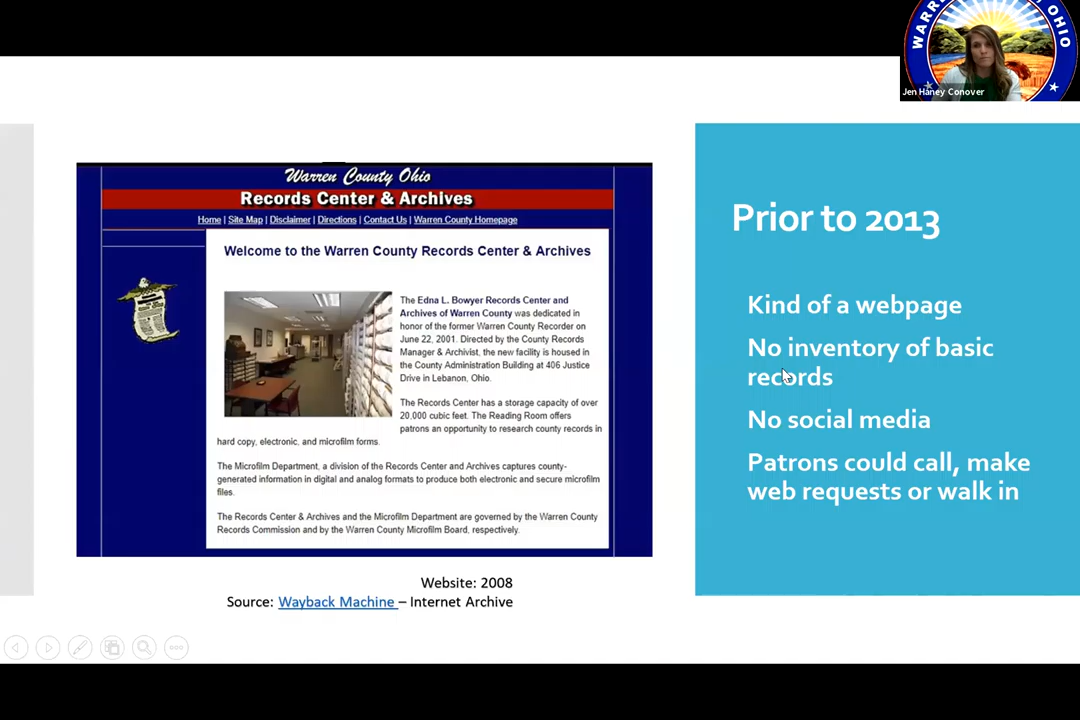 WARREN
OHIO
Jen Haney Conover
Warren County Ohio
Records Center & Archives
Home | Site Map | Disclaimer | Directions | Contact Us | Warren County Homepage
Welcome to the Warren County Records Center & Archives
The Edna L. Bowyer Records Center and
Archives of Warren County was dedicated in
honor of the former Warren County Recorder on
June 22, 2001. Directed by the County Records
Manager & Archivist, the new facility is housed in
the County Administration Building at 406 Justice
Drive in Lebanon, Ohio.
The Records Center has a storage capacity of over
20,000 cubic feet. The Reading Room offers
patrons an opportunity to research county records in
hard copy, electronic, and microfilm forms.
The Microfilm Department, a division of the Records Center and Archives captures county-
generated information in digital and analog formats to produce both electronic and secure microfilm
files.
The Records Center & Archives and the Microfilm Department are governed by the Warren County
Records Commission and by the Warren County Microfilm Board, respectively.
Website: 2008
Source: Wayback Machine – Internet Archive
Prior to 2013
Kind of a webpage
No inventory of basic
records
No social media
Patrons could call, make
web requests or walk in